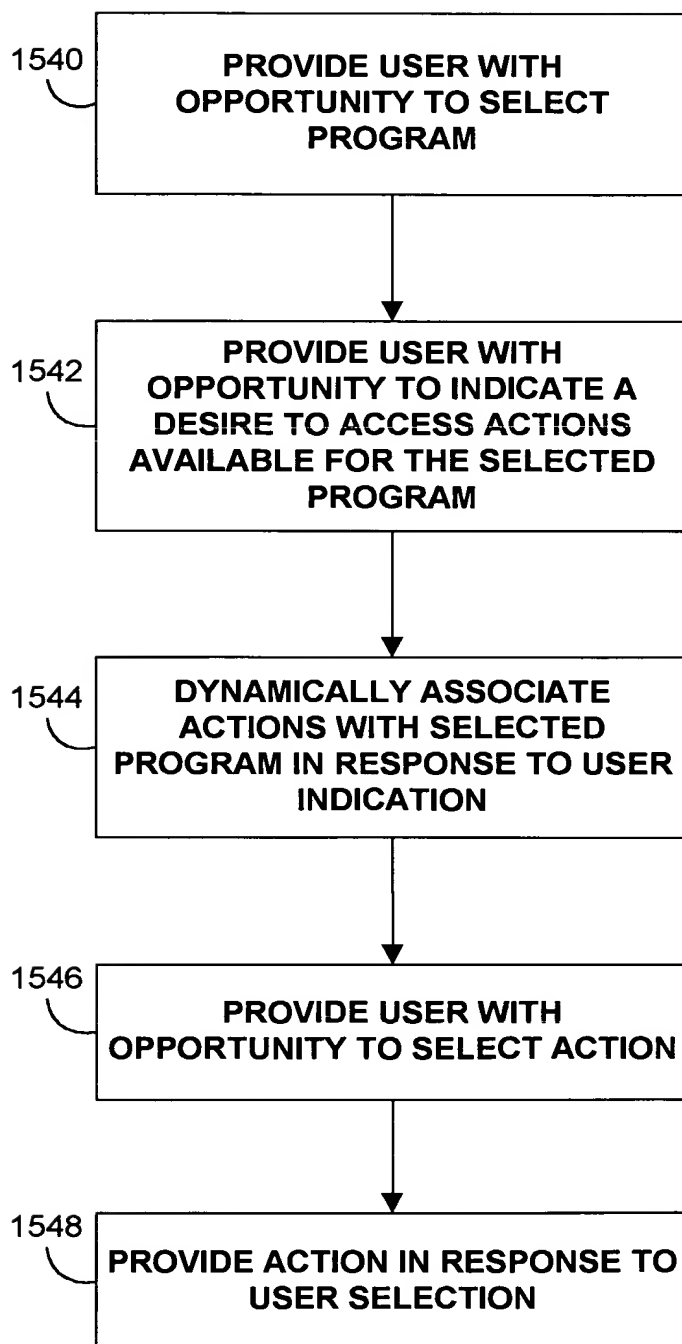 1540
PROVIDE USER WITH
OPPORTUNITY TO SELECT
PROGRAM
1542
PROVIDE USER WITH
OPPORTUNITY TO INDICATE A
DESIRE TO ACCESS ACTIONS
AVAILABLE FOR THE SELECTED
PROGRAM
1544
DYNAMICALLY ASSOCIATE
ACTIONS WITH SELECTED
PROGRAM IN RESPONSE TO USER
INDICATION
1546
PROVIDE USER WITH
OPPORTUNITY TO SELECT ACTION
1548
PROVIDE ACTION IN RESPONSE TO
USER SELECTION